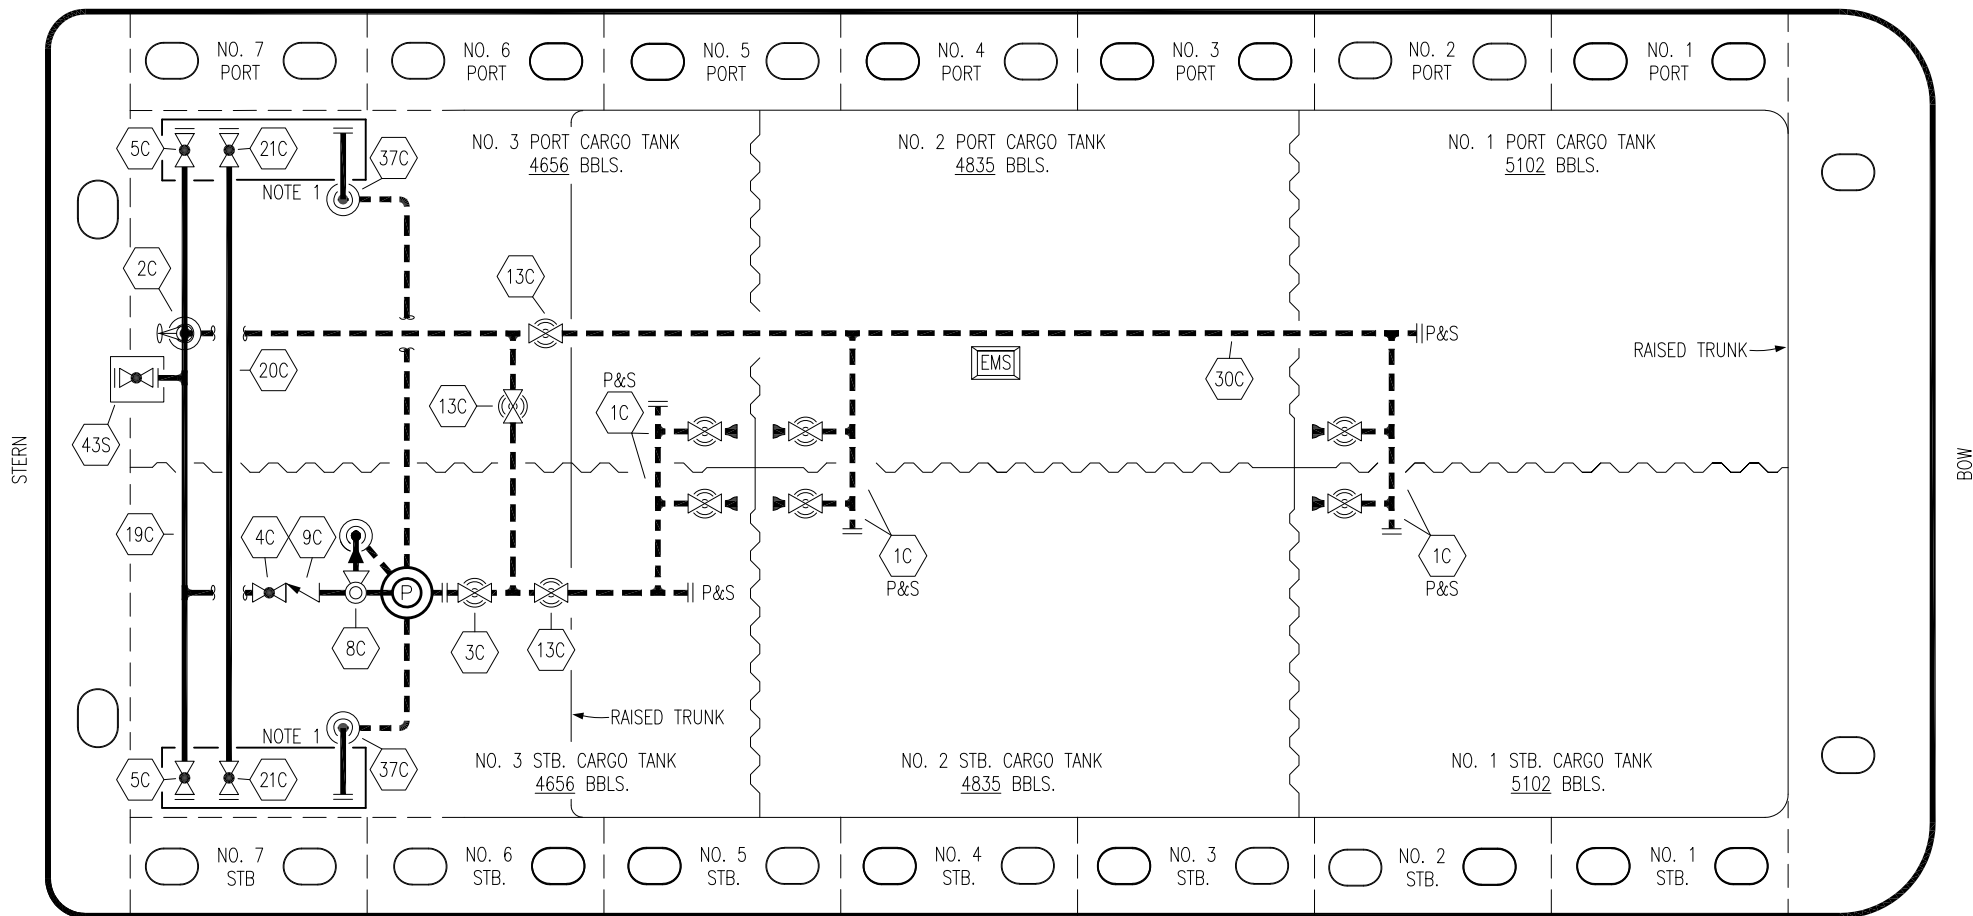 NO. 7
PORT
NO. 6
PORT
NO. 5
PORT
NO. 4
PORT
NO. 3
PORT
NO. 2
PORT
NO. 1
PORT
5C
21C
37C
NOTE 1
NO. 3 PORT CARGO TANK
4656 BBLS.
NO. 2 PORT CARGO TANK
4835 BBLS.
NO. 1 PORT CARGO TANK
5102 BBLS.
2C
13C
P&S
RAISED TRUNK
20C
EMS
30C
P&S
13C
1C
43S
STERN
BOW
19C
4C
9C
1C
P&S
1C
P&S
P
P&S
8C
3C
13C
RAISED TRUNK
NOTE 1
5C
21C
37C
NO. 3 STB. CARGO TANK
4656 BBLS.
NO. 2 STB. CARGO TANK
4835 BBLS.
NO. 1 STB. CARGO TANK
5102 BBLS.
NO. 7
STB
NO. 6
STB.
NO. 5
STB.
NO. 4
STB.
NO. 3
STB.
NO. 2
STB.
NO. 1
STB.